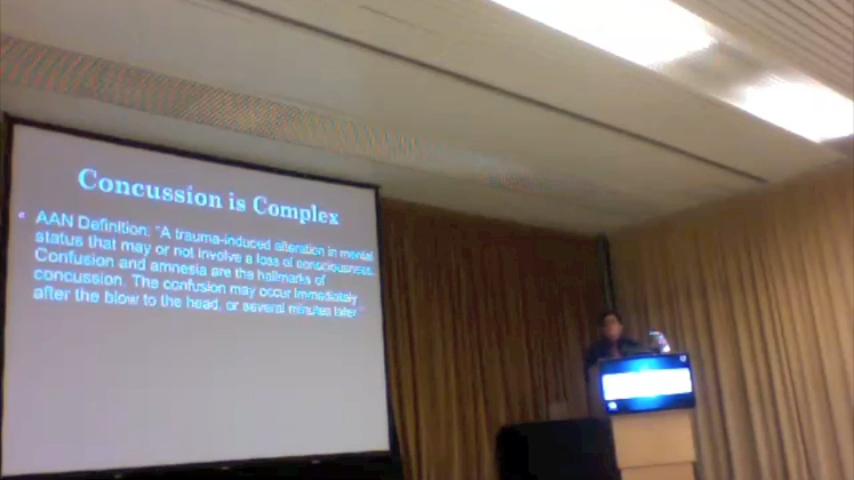 Concussion is Complex
• AAN Definition: "A trauma-induced alteration in mental
status that may or not involve a loss of consciousness.
Confusion and amnesia are the hallmarks of
concussion. The confusion may occur immediately
after the blow to the head, or several minutes later"